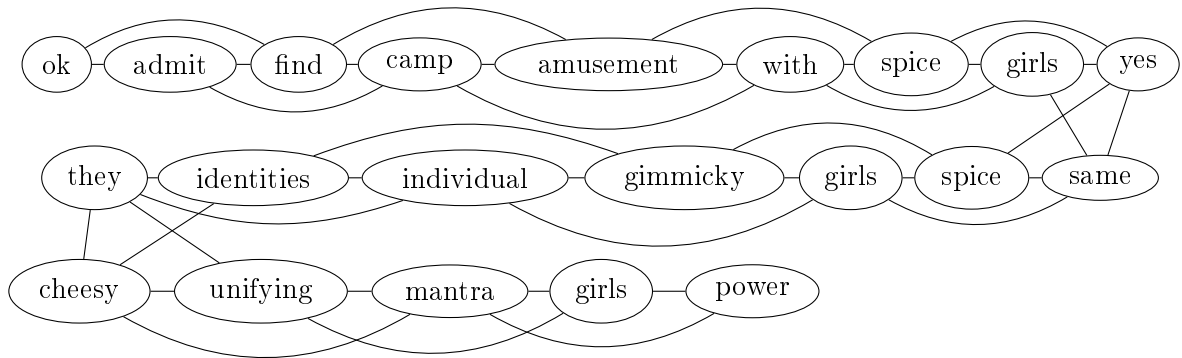 ok admit find camp amusement with spice girls yes
they identities individual gimmicky girls spice same
cheesy unifying mantra girls power